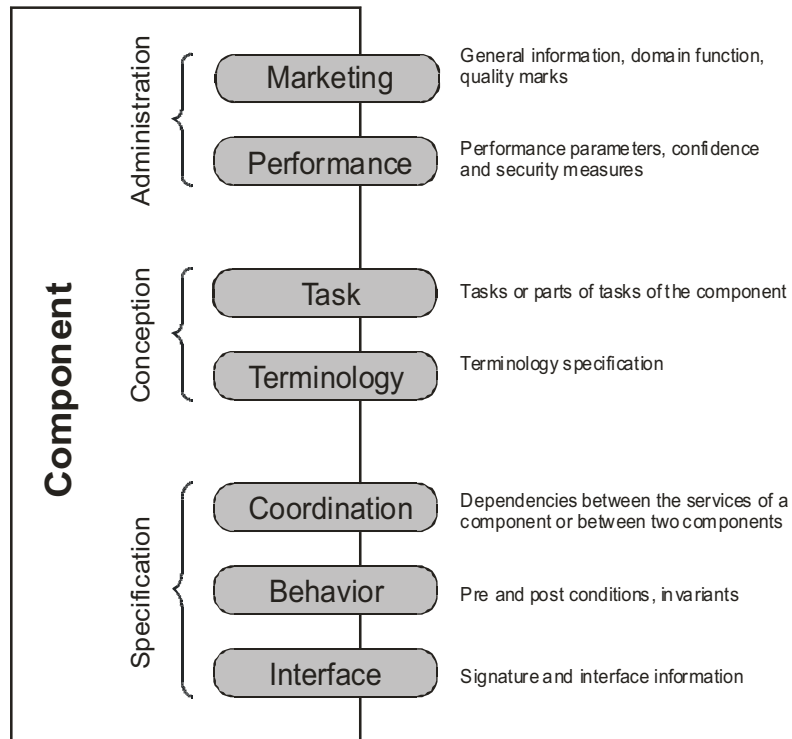 Component
Administration
Marketing
General information, domain function,
quality marks
Performance
Performance parameters, confidence
and security measures
Conception
Task
Tasks or parts of tasks of the component
Terminology
Terminology specification
Specification
Coordination
Dependencies between the services of a
component or between two components
Behavior
Pre and post conditions, invariants
Interface
Signature and interface information